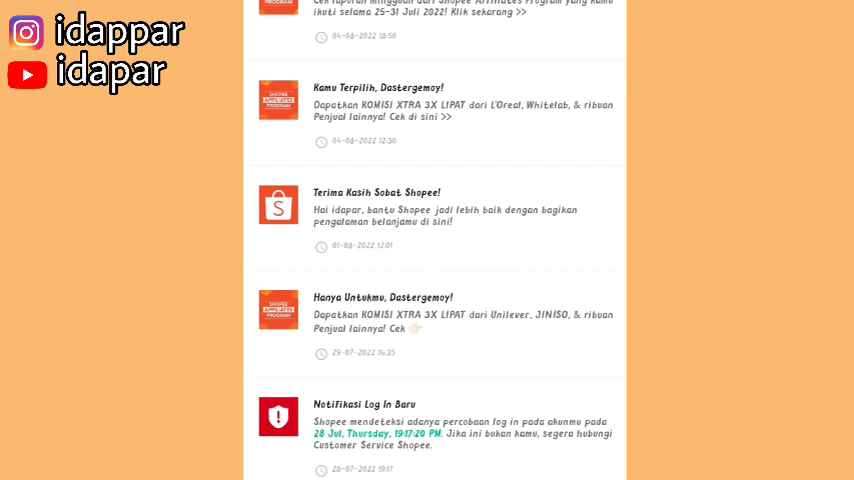 idappar
idapar
PROGRAM
Cek laporan mingguan dari Shopee Affiliates Program yang kamu
ikuti selama 25-31 Juli 2022! Klik sekarang >>
04-08-2022 18:50
SHOPEE
AFFILIATES
PROGRAM
Kamu Terpilih, Dastergemoy!
Dapatkan KOMISI XTRA 3X LIPAT dari L'Oreal, Whitelab, & ribuan
Penjual lainnya! Cek di sini >>
04-08-2022 12:30
S
Terima Kasih Sobat Shopee!
Hai idapar, bantu Shopee jadi lebih baik dengan bagikan
pengalaman belanjamu di sini!
01-08-2022 12:01
SHOPEE
AFFILIATES
PROGRAM
Hanya Untukmu, Dastergemoy!
Dapatkan KOMISI XTRA 3X LIPAT dari Unilever, JINISO, & ribuan
Penjual lainnya! Cek 👉🏻
29-07-2022 16:35
Notifikasi Log In Baru
Shopee mendeteksi adanya percobaan log in pada akunmu pada
28 Jul, Thursday, 19:17:20 PM. Jika ini bukan kamu, segera hubungi
Customer Service Shopee.
28-07-2022 19:17